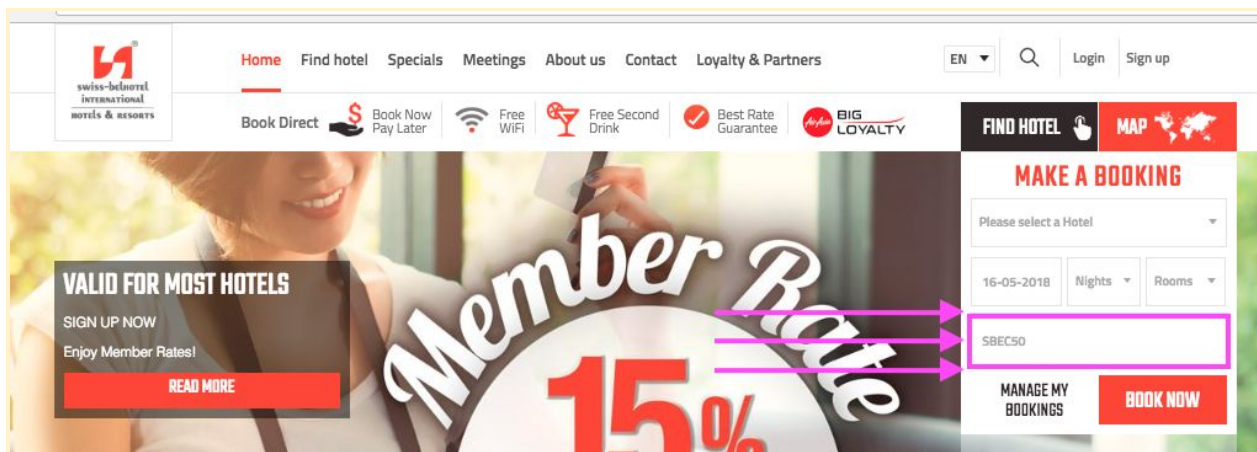 swiss-belhotel
INTERNATIONAL
HOTELS & RESORTS
Home Find hotel Specials Meetings About us Contact Loyalty & Partners
EN
Login Sign up
Book Direct
Book Now
Pay Later
Free
WiFi
Free Second
Drink
Best Rate
Guarantee
AirAsia
BIG
LOYALTY
FIND HOTEL
MAP
MAKE A BOOKING
Please select a Hotel
16-05-2018 Nights Rooms
SBEC50
MANAGE MY
BOOKINGS
BOOK NOW
VALID FOR MOST HOTELS
SIGN UP NOW
Enjoy Member Rates!
READ MORE
Member Rate
15%